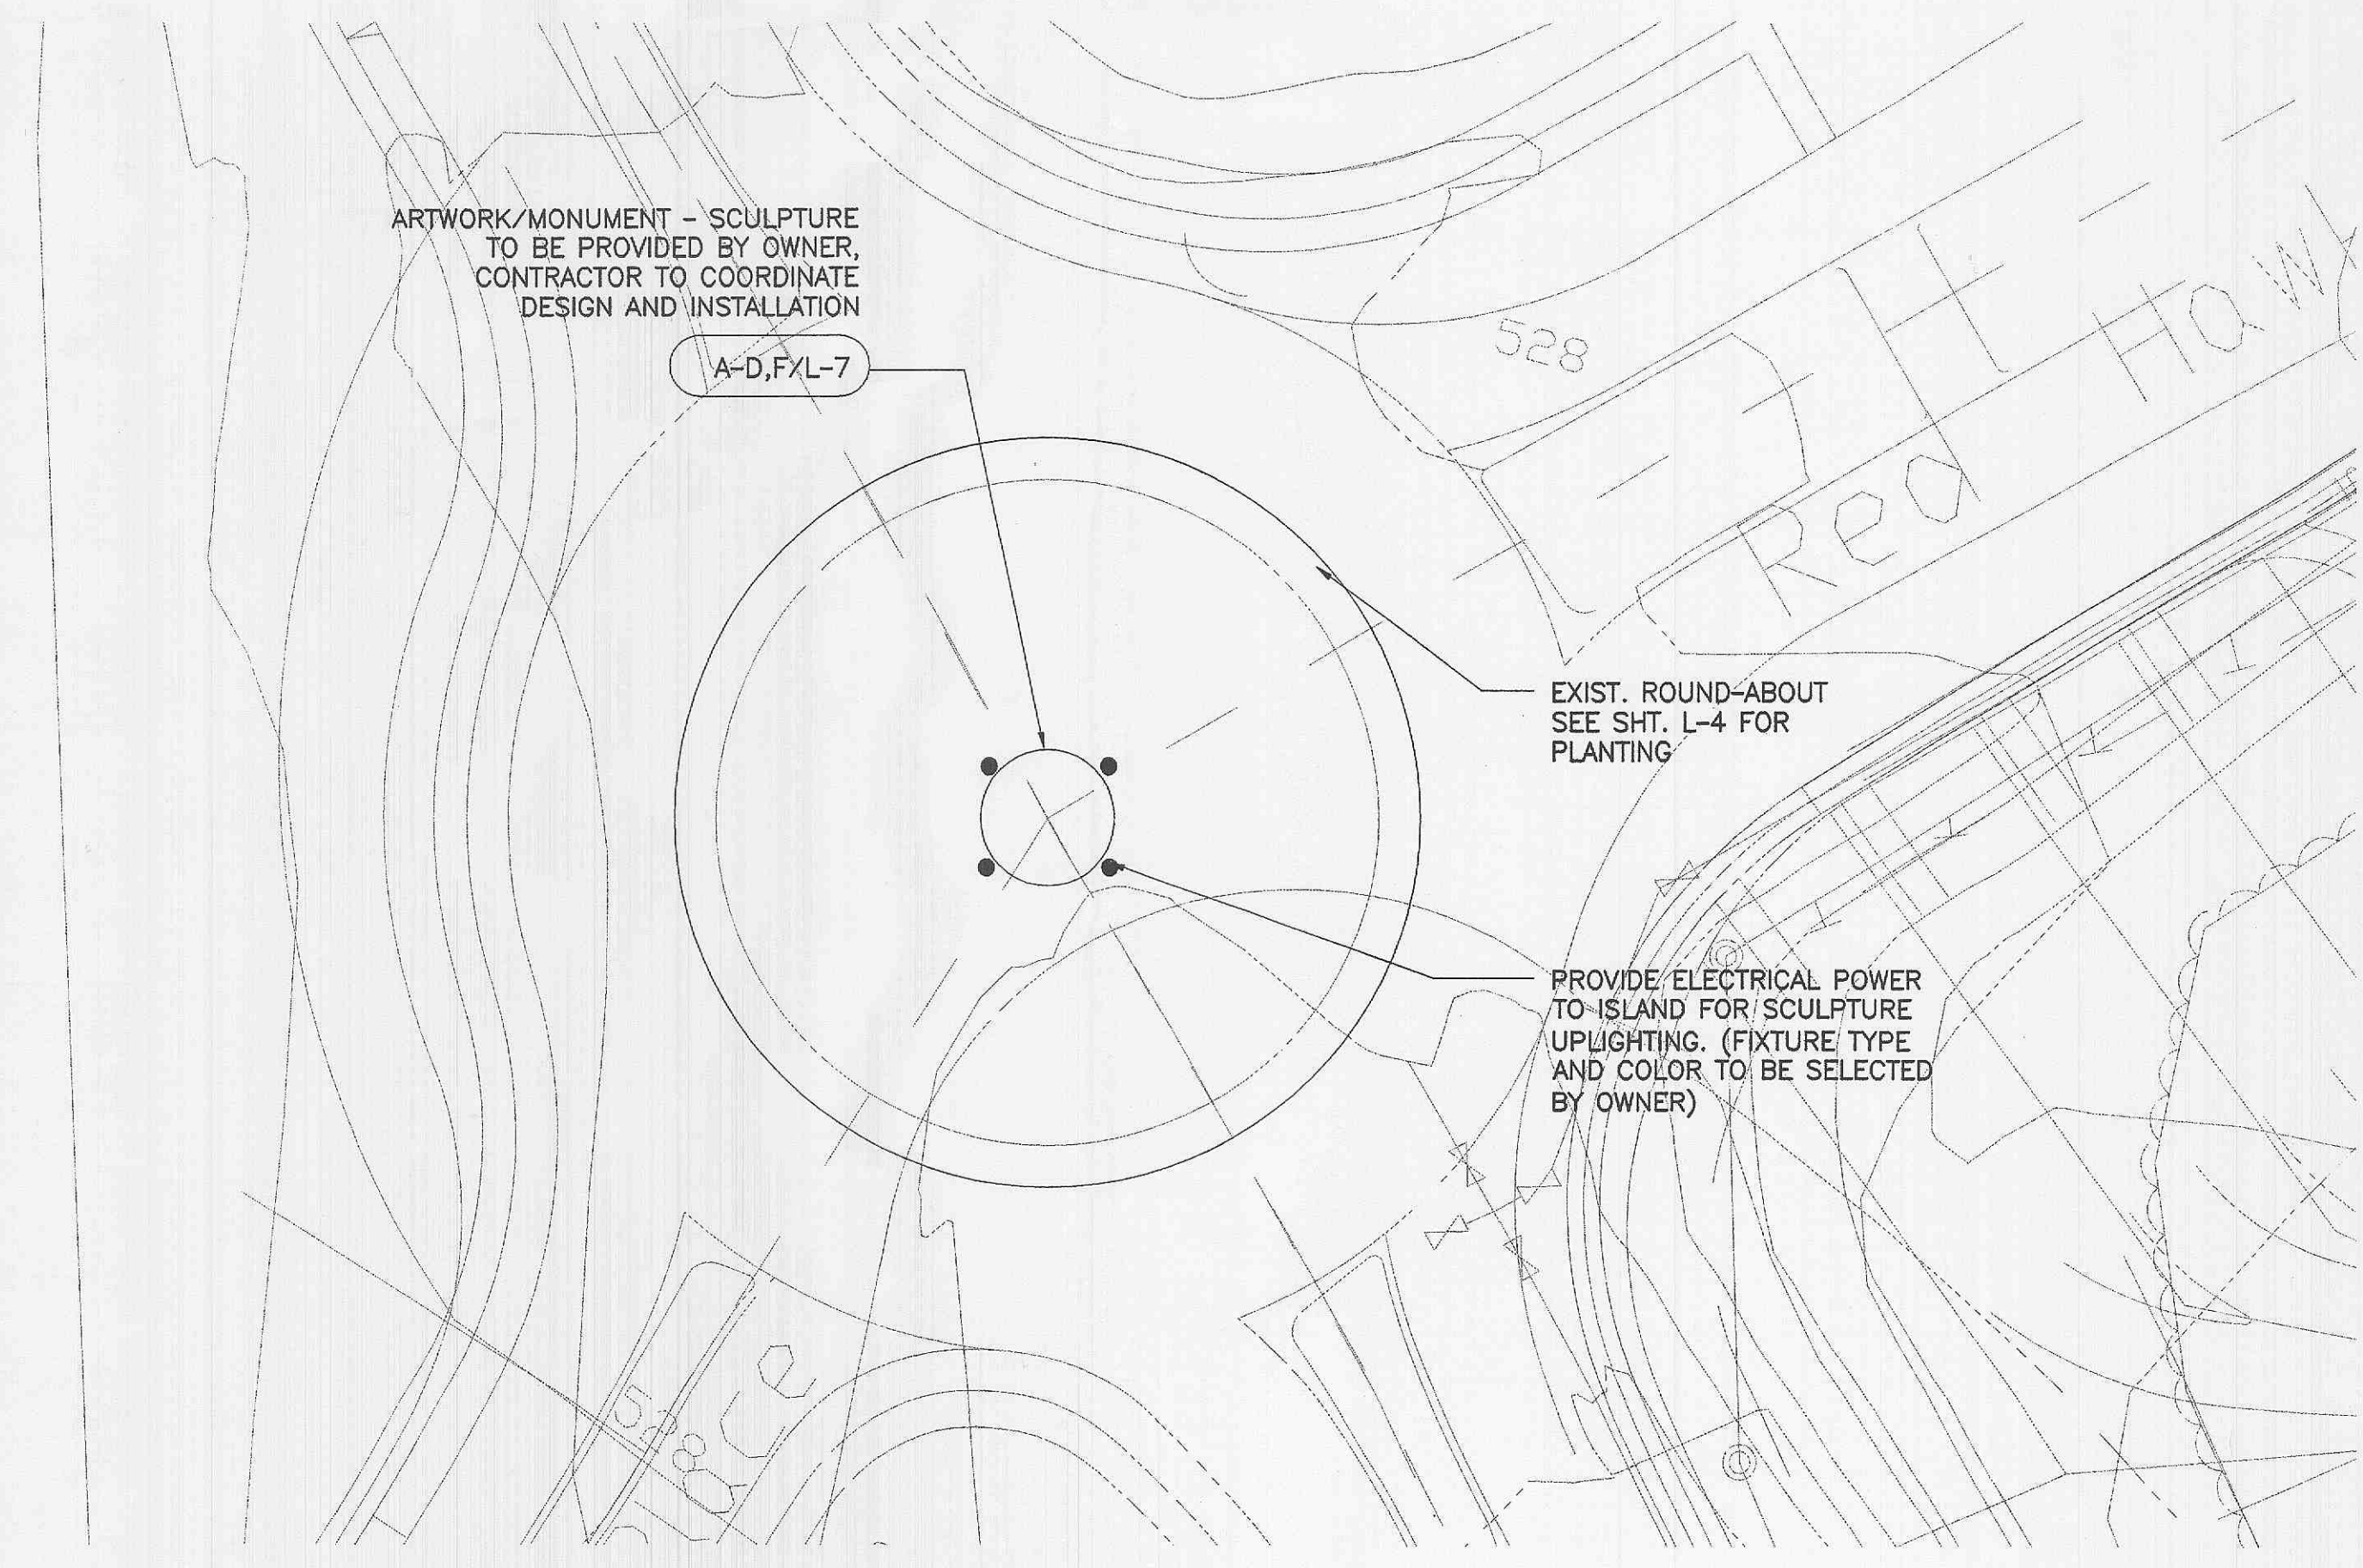 ARTWORK/MONUMENT - SCULPTURE
TO BE PROVIDED BY OWNER,
CONTRACTOR TO COORDINATE
DESIGN AND INSTALLATION
A-D,F/L-7
528
Red Haw
EXIST. ROUND-ABOUT
SEE SHT. L-4 FOR
PLANTING
PROVIDE ELECTRICAL POWER
TO ISLAND FOR SCULPTURE
UPLIGHTING. (FIXTURE TYPE
AND COLOR TO BE SELECTED
BY OWNER)
528